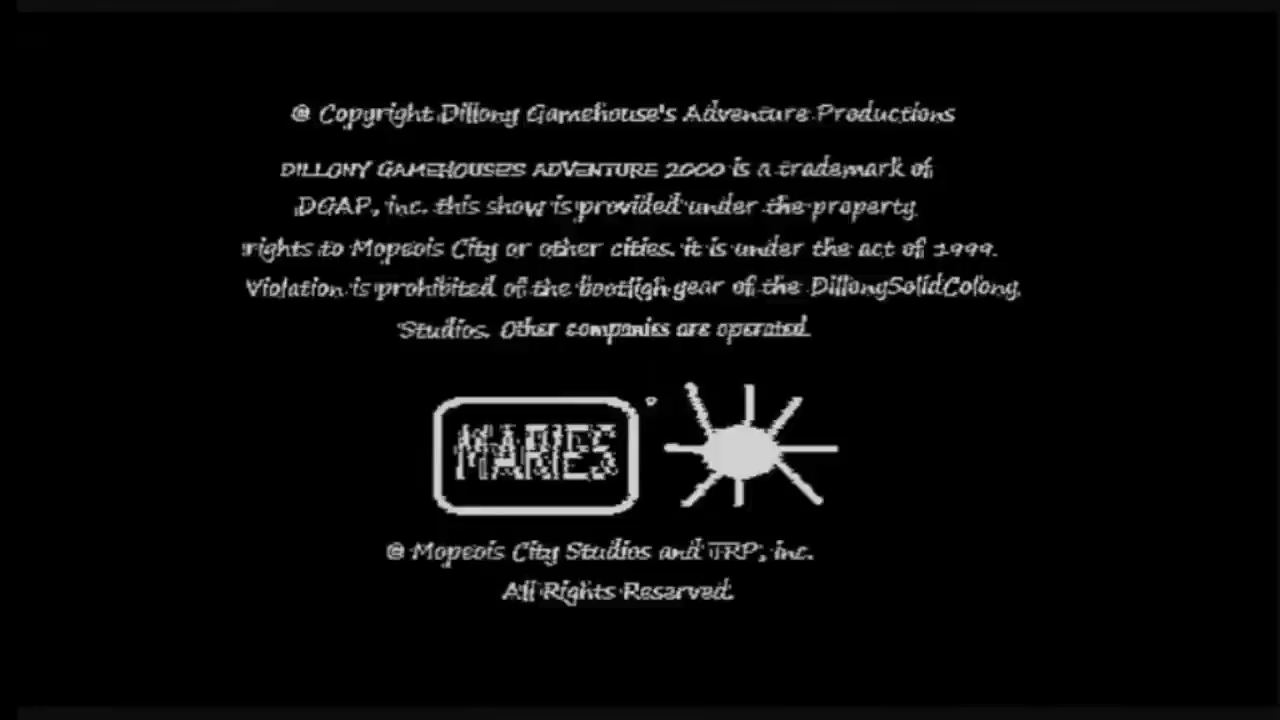 @ Copyright Dillony Gamehouse's Adventure Productions
DILLONY GAMEHOUSE'S ADVENTURE 2000 is a trademark of
DGAP, inc. this show is provided under the property
rights to Mopeois City or other cities. it is under the act of 1999.
Violation is prohibited of the year of the DillonySolidColony
Studios. Other companies are operated.
MARIES
@ Mopeois City Studios and TRP, inc.
All Rights Reserved.